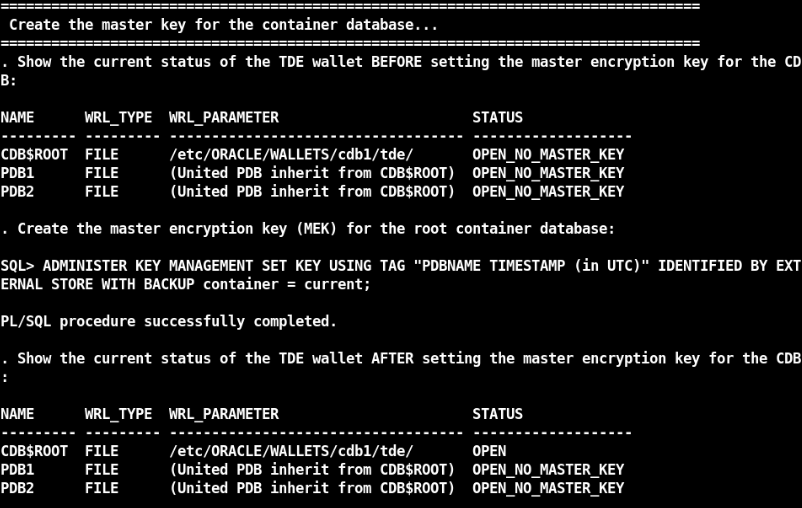 ===================================================================================
 Create the master key for the container database...
===================================================================================
. Show the current status of the TDE wallet BEFORE setting the master encryption key for the CD
B:

NAME      WRL_TYPE  WRL_PARAMETER                       STATUS
--------- --------- ----------------------------------- -------------------
CDB$ROOT  FILE      /etc/ORACLE/WALLETS/cdb1/tde/       OPEN_NO_MASTER_KEY
PDB1      FILE      (United PDB inherit from CDB$ROOT)  OPEN_NO_MASTER_KEY
PDB2      FILE      (United PDB inherit from CDB$ROOT)  OPEN_NO_MASTER_KEY

. Create the master encryption key (MEK) for the root container database:

SQL> ADMINISTER KEY MANAGEMENT SET KEY USING TAG "PDBNAME TIMESTAMP (in UTC)" IDENTIFIED BY EXT
ERNAL STORE WITH BACKUP container = current;

PL/SQL procedure successfully completed.

. Show the current status of the TDE wallet AFTER setting the master encryption key for the CDB
:

NAME      WRL_TYPE  WRL_PARAMETER                       STATUS
--------- --------- ----------------------------------- -------------------
CDB$ROOT  FILE      /etc/ORACLE/WALLETS/cdb1/tde/       OPEN
PDB1      FILE      (United PDB inherit from CDB$ROOT)  OPEN_NO_MASTER_KEY
PDB2      FILE      (United PDB inherit from CDB$ROOT)  OPEN_NO_MASTER_KEY